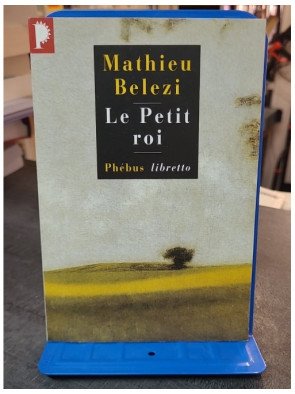 Mathieu
Belezi
Le Petit
roi
Phébus libretto